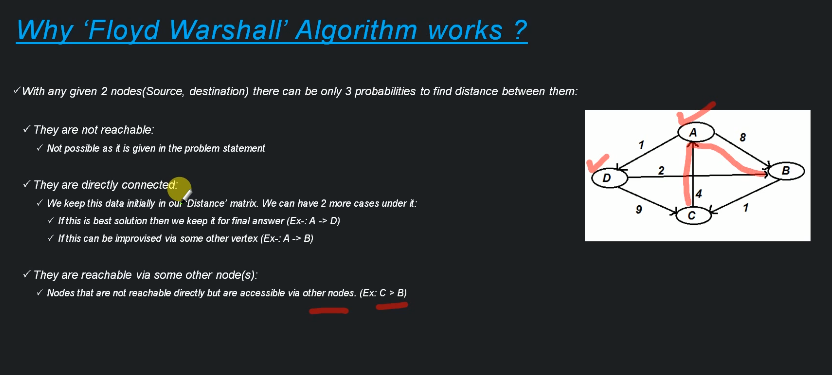 Why ‘Floyd Warshall’ Algorithm works ?
✓With any given 2 nodes(Source, destination) there can be only 3 probabilities to find distance between them:
✓ They are not reachable:
✓ Not possible as it is given in the problem statement
✓ They are directly connected:
✓ We keep this data initially in our ‘Distance’ matrix. We can have 2 more cases under it:
✓ If this is best solution then we keep it for final answer (Ex-: A -> D)
✓ If this can be improvised via some other vertex (Ex-: A -> B)
✓ They are reachable via some other node(s):
✓ Nodes that are not reachable directly but are accessible via other nodes. (Ex: C > B)
A
1
8
D
2
B
4
9
C
1